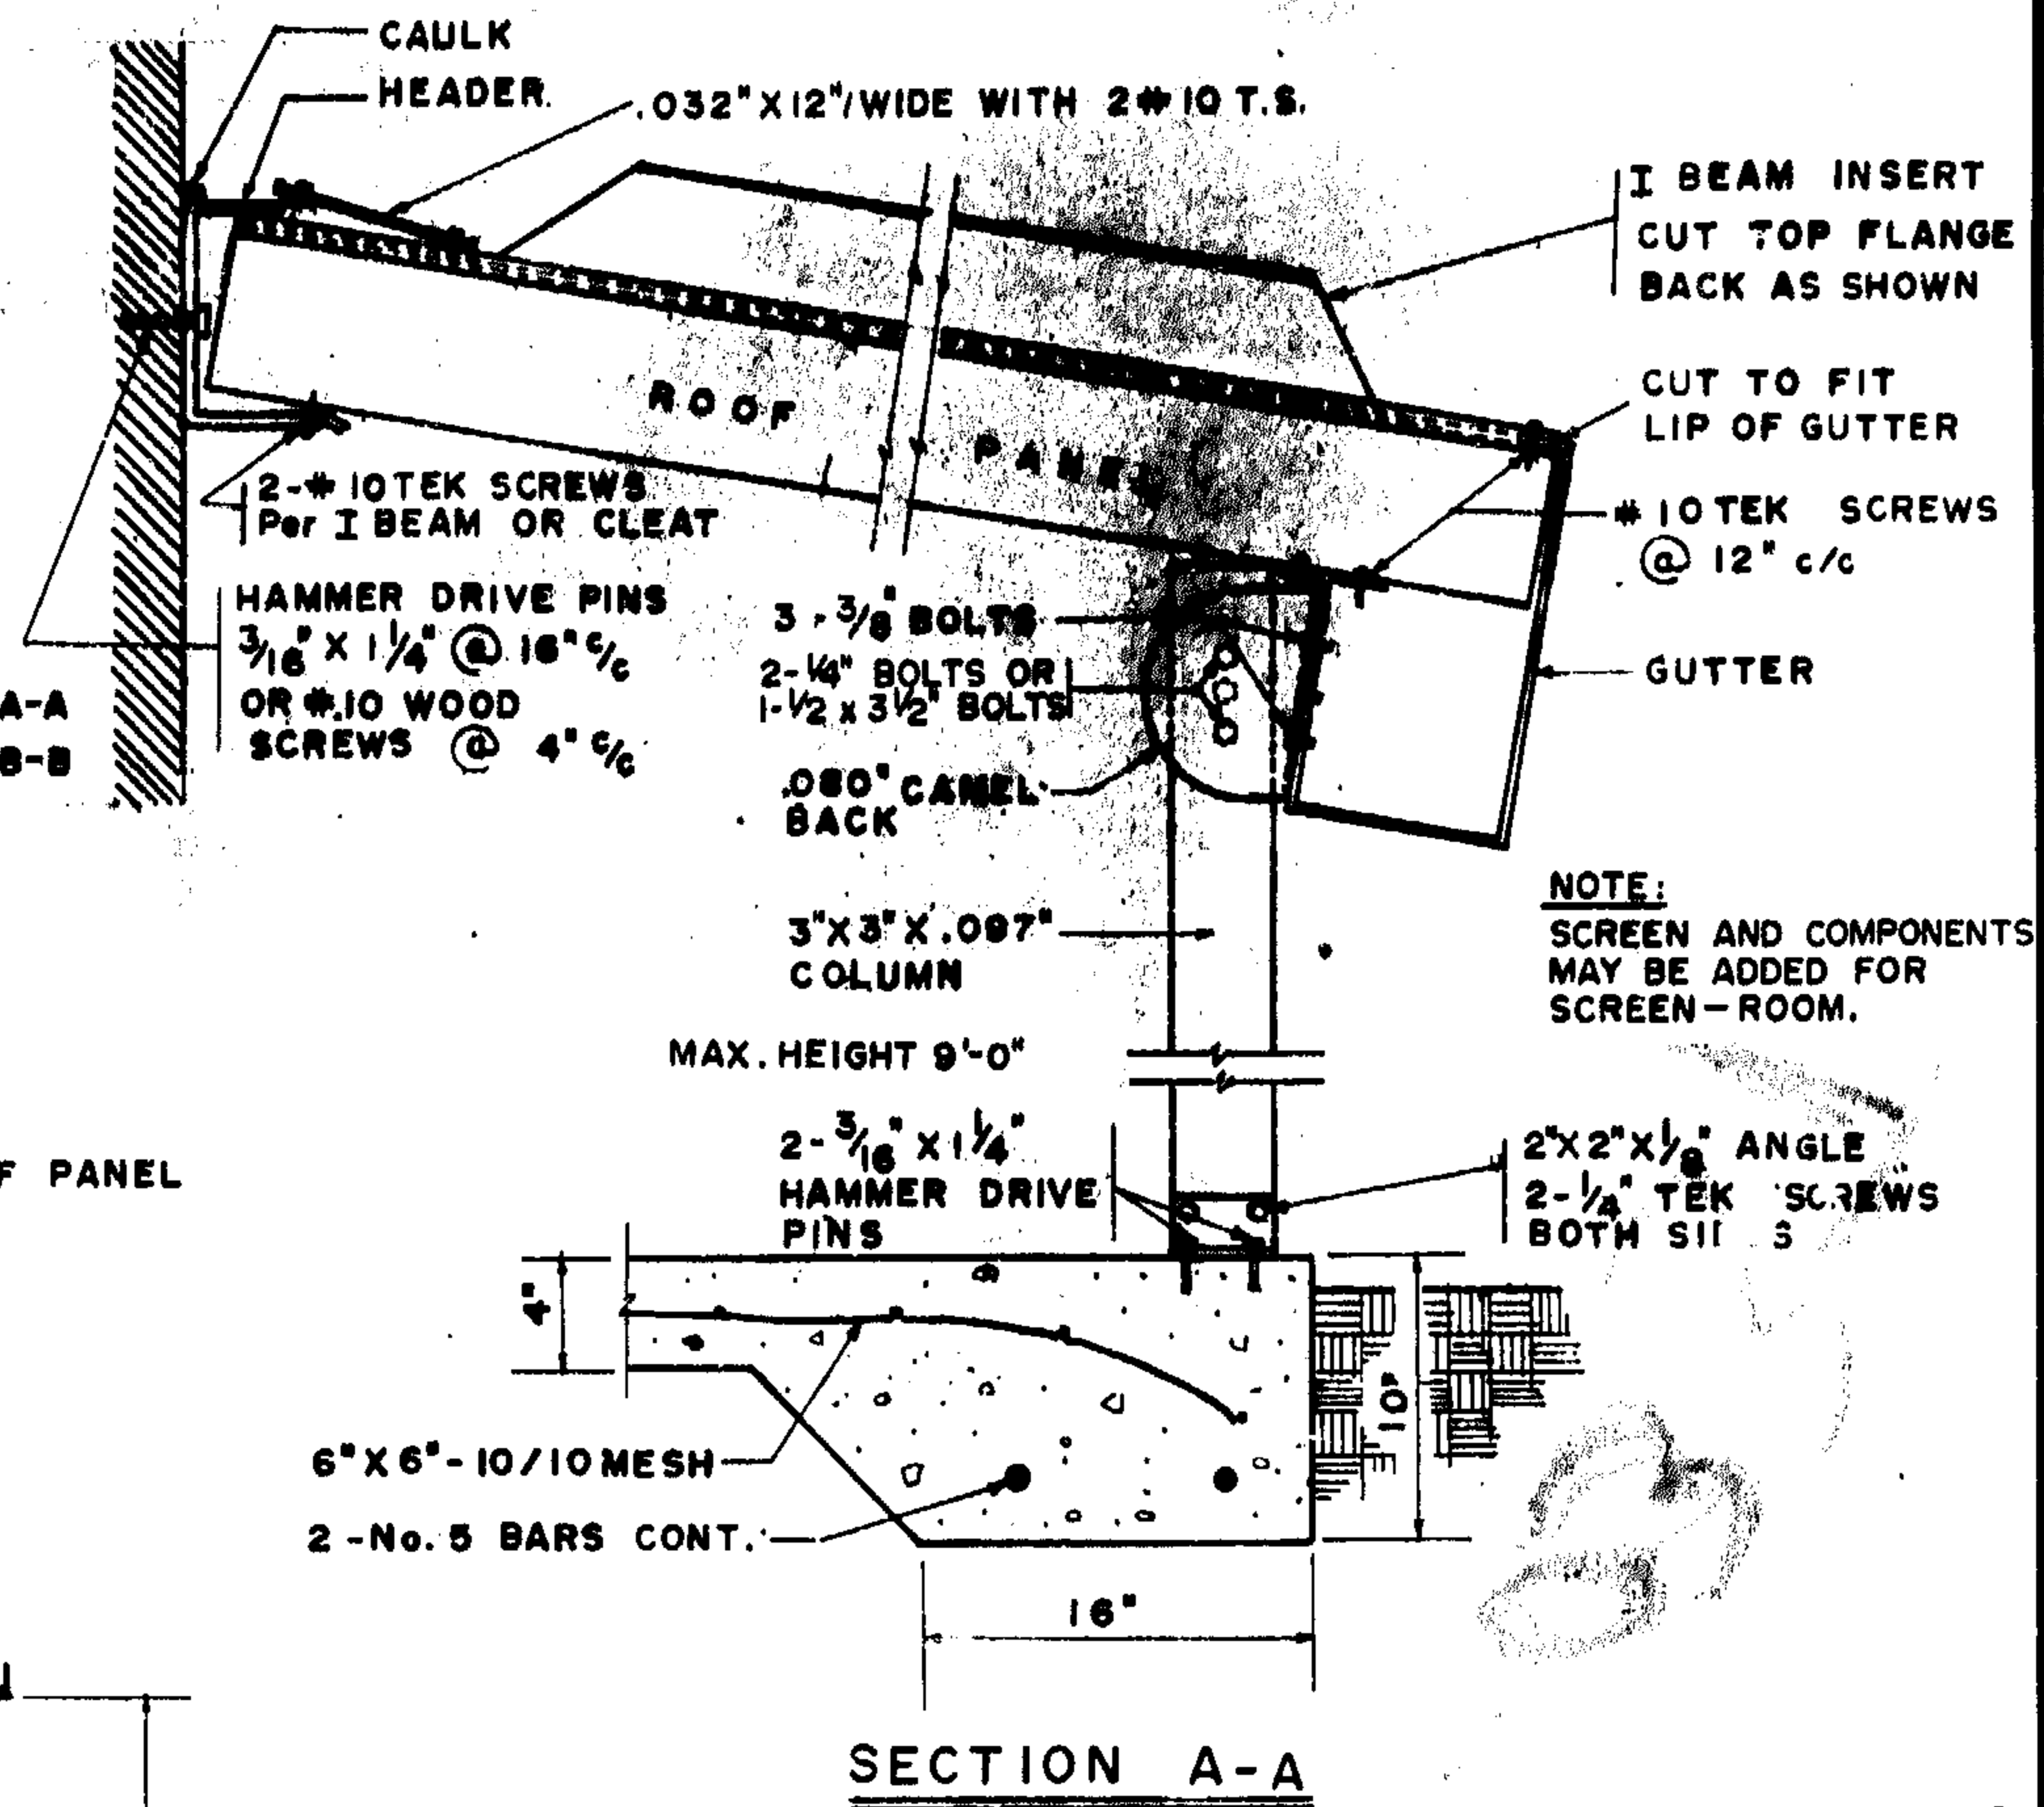 CAULK
HEADER.
.032"X12"/WIDE WITH 2#10 T.S.
I BEAM INSERT
CUT TOP FLANGE
BACK AS SHOWN
CUT TO FIT
LIP OF GUTTER
ROOF
PANEL
2-#10 TEK SCREWS
Per I BEAM OR CLEAT
#10 TEK SCREWS
@ 12" c/c
HAMMER DRIVE PINS
3/16" X 1 1/4" @ 16" c/c
OR #.10 WOOD
SCREWS @ 4" c/c
A-A
B-B
3-3/8" BOLTS
2-1/4" BOLTS OR
1-1/2 x 3 1/2" BOLTS
GUTTER
.080" CAMEL
BACK
3"X3"X.097"
COLUMN
NOTE:
SCREEN AND COMPONENTS
MAY BE ADDED FOR
SCREEN-ROOM.
MAX. HEIGHT 9'-0"
F PANEL
2-3/16" X 1 1/4"
HAMMER DRIVE
PINS
2"X2"X1/8" ANGLE
2-1/4" TEK SCREWS
BOTH
4"
10"
6"X6"-10/10 MESH
2-No. 5 BARS CONT.
16"
SECTION A-A